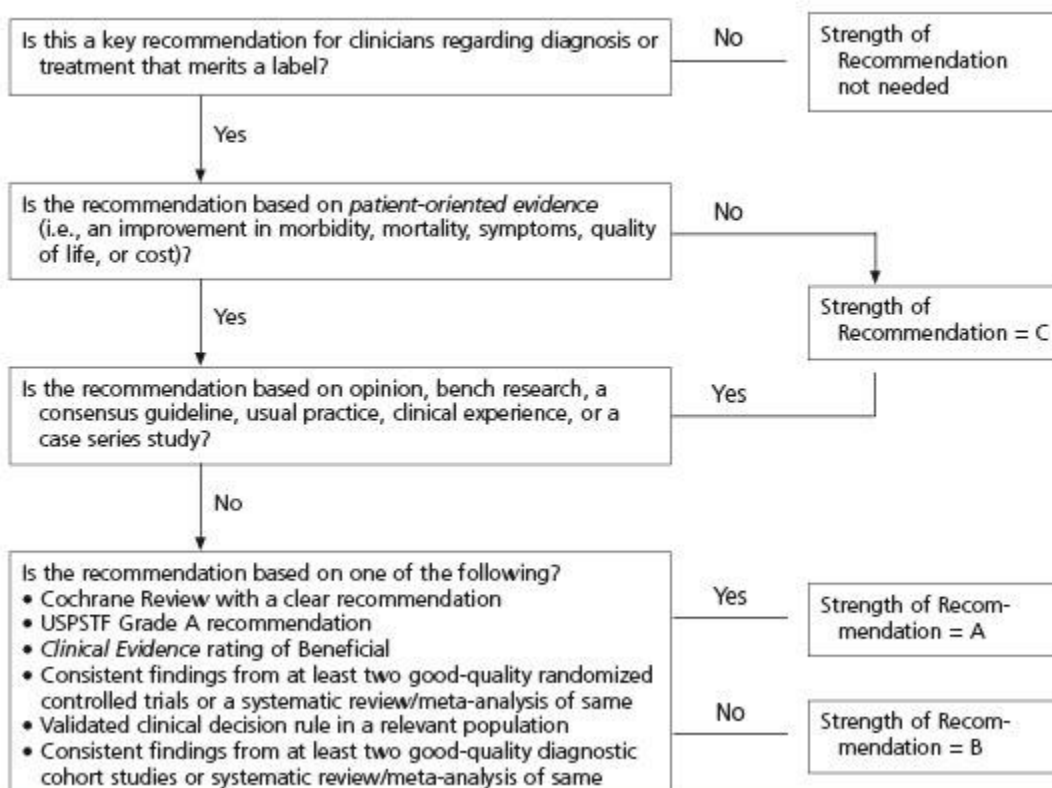 Is this a key recommendation for clinicians regarding diagnosis or
treatment that merits a label?
No
Strength of
Recommendation
not needed
Yes
Is the recommendation based on patient-oriented evidence
(i.e., an improvement in morbidity, mortality, symptoms, quality
of life, or cost)?
No
Strength of
Recommendation = C
Yes
Is the recommendation based on opinion, bench research, a
consensus guideline, usual practice, clinical experience, or a
case series study?
Yes
No
Is the recommendation based on one of the following?
• Cochrane Review with a clear recommendation
• USPSTF Grade A recommendation
• Clinical Evidence rating of Beneficial
• Consistent findings from at least two good-quality randomized
controlled trials or a systematic review/meta-analysis of same
• Validated clinical decision rule in a relevant population
• Consistent findings from at least two good-quality diagnostic
cohort studies or systematic review/meta-analysis of same
Yes
Strength of Recom-
mendation = A
No
Strength of Recom-
mendation = B